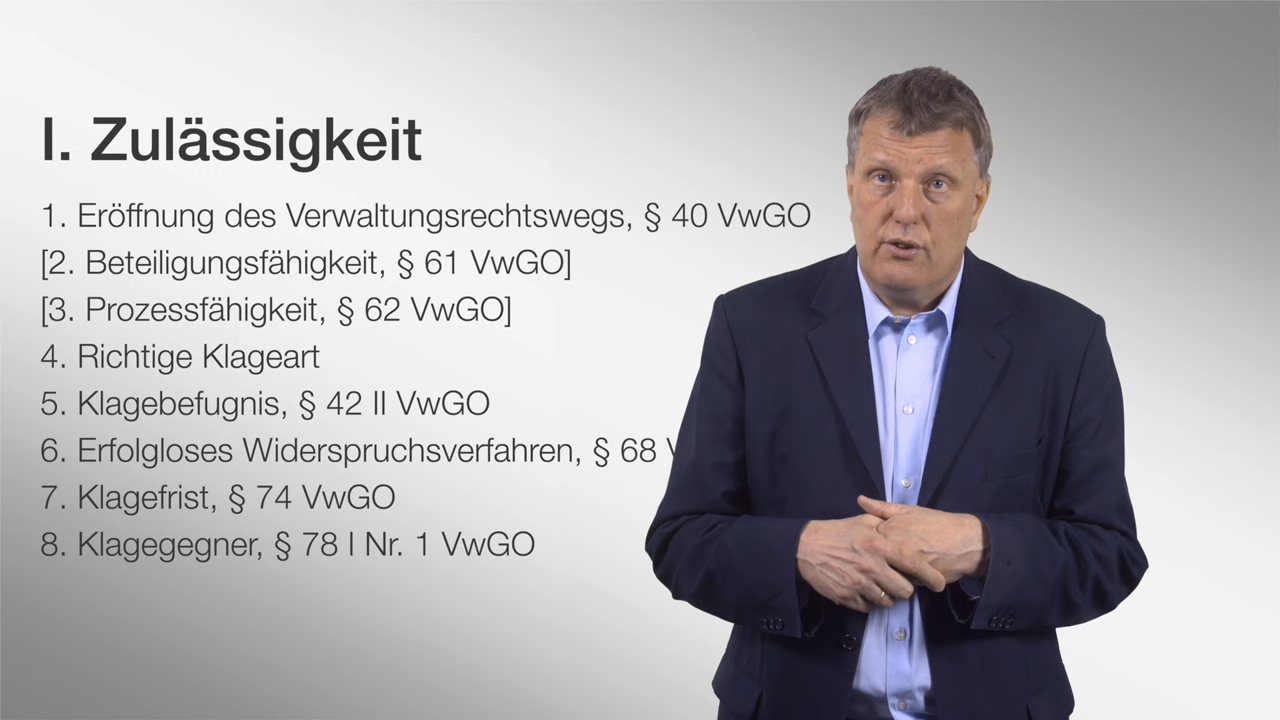 I. Zulässigkeit
1. Eröffnung des Verwaltungsrechtswegs, § 40 VwGO
[2. Beteiligungsfähigkeit, § 61 VwGO]
[3. Prozessfähigkeit, § 62 VwGO]
4. Richtige Klageart
5. Klagebefugnis, § 42 II VwGO
6. Erfolgloses Widerspruchsverfahren, § 68
7. Klagefrist, § 74 VwGO
8. Klagegegner, § 78 I Nr. 1 VwGO